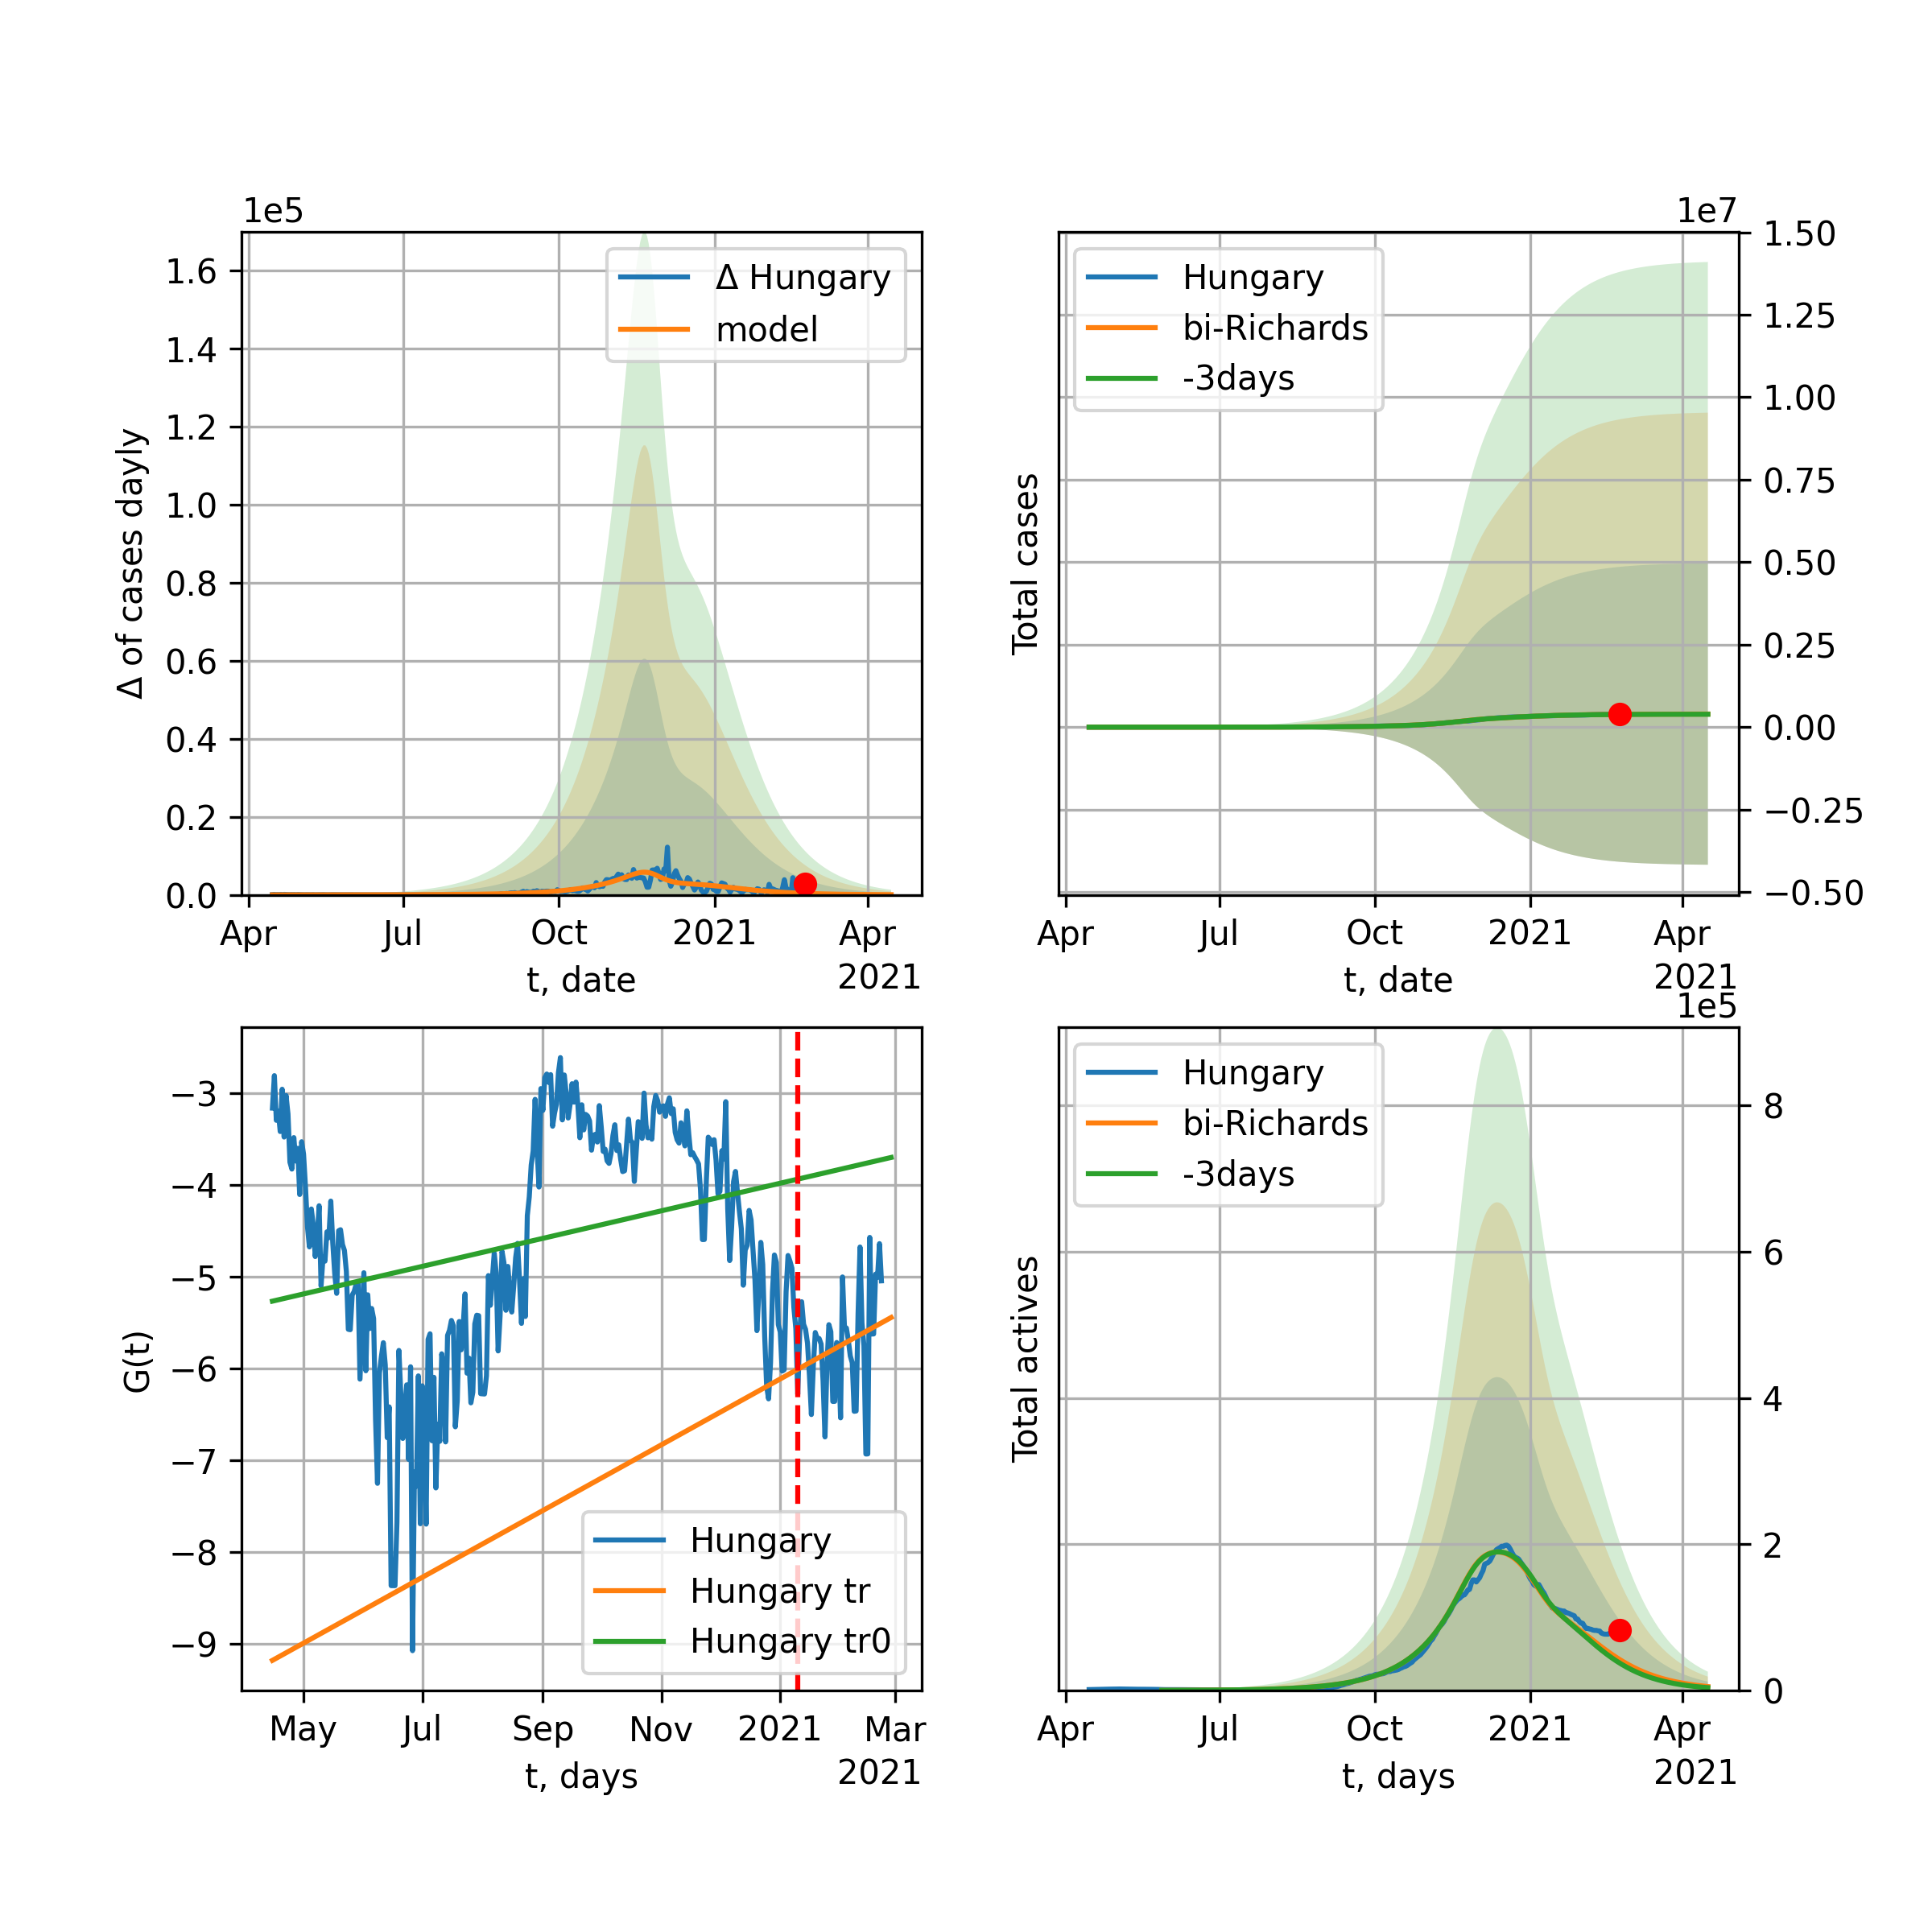 1e5
1.6
1.4
1.2
1.0
0.8
0.6
0.4
0.2
0.0
Δ of cases dayly
Δ Hungary
model
Apr
Jul
Oct
2021
Apr
2021
t, date
1e7
1.50
1.25
1.00
0.75
0.50
0.25
0.00
−0.25
−0.50
Total cases
Hungary
bi-Richards
-3days
Apr
Jul
Oct
2021
Apr
2021
t, date
−3
−4
−5
−6
−7
−8
−9
G(t)
Hungary
Hungary tr
Hungary tr0
May
Jul
Sep
Nov
2021
Mar
2021
t, days
1e5
8
6
4
2
0
Total actives
Hungary
bi-Richards
-3days
Apr
Jul
Oct
2021
Apr
2021
t, days